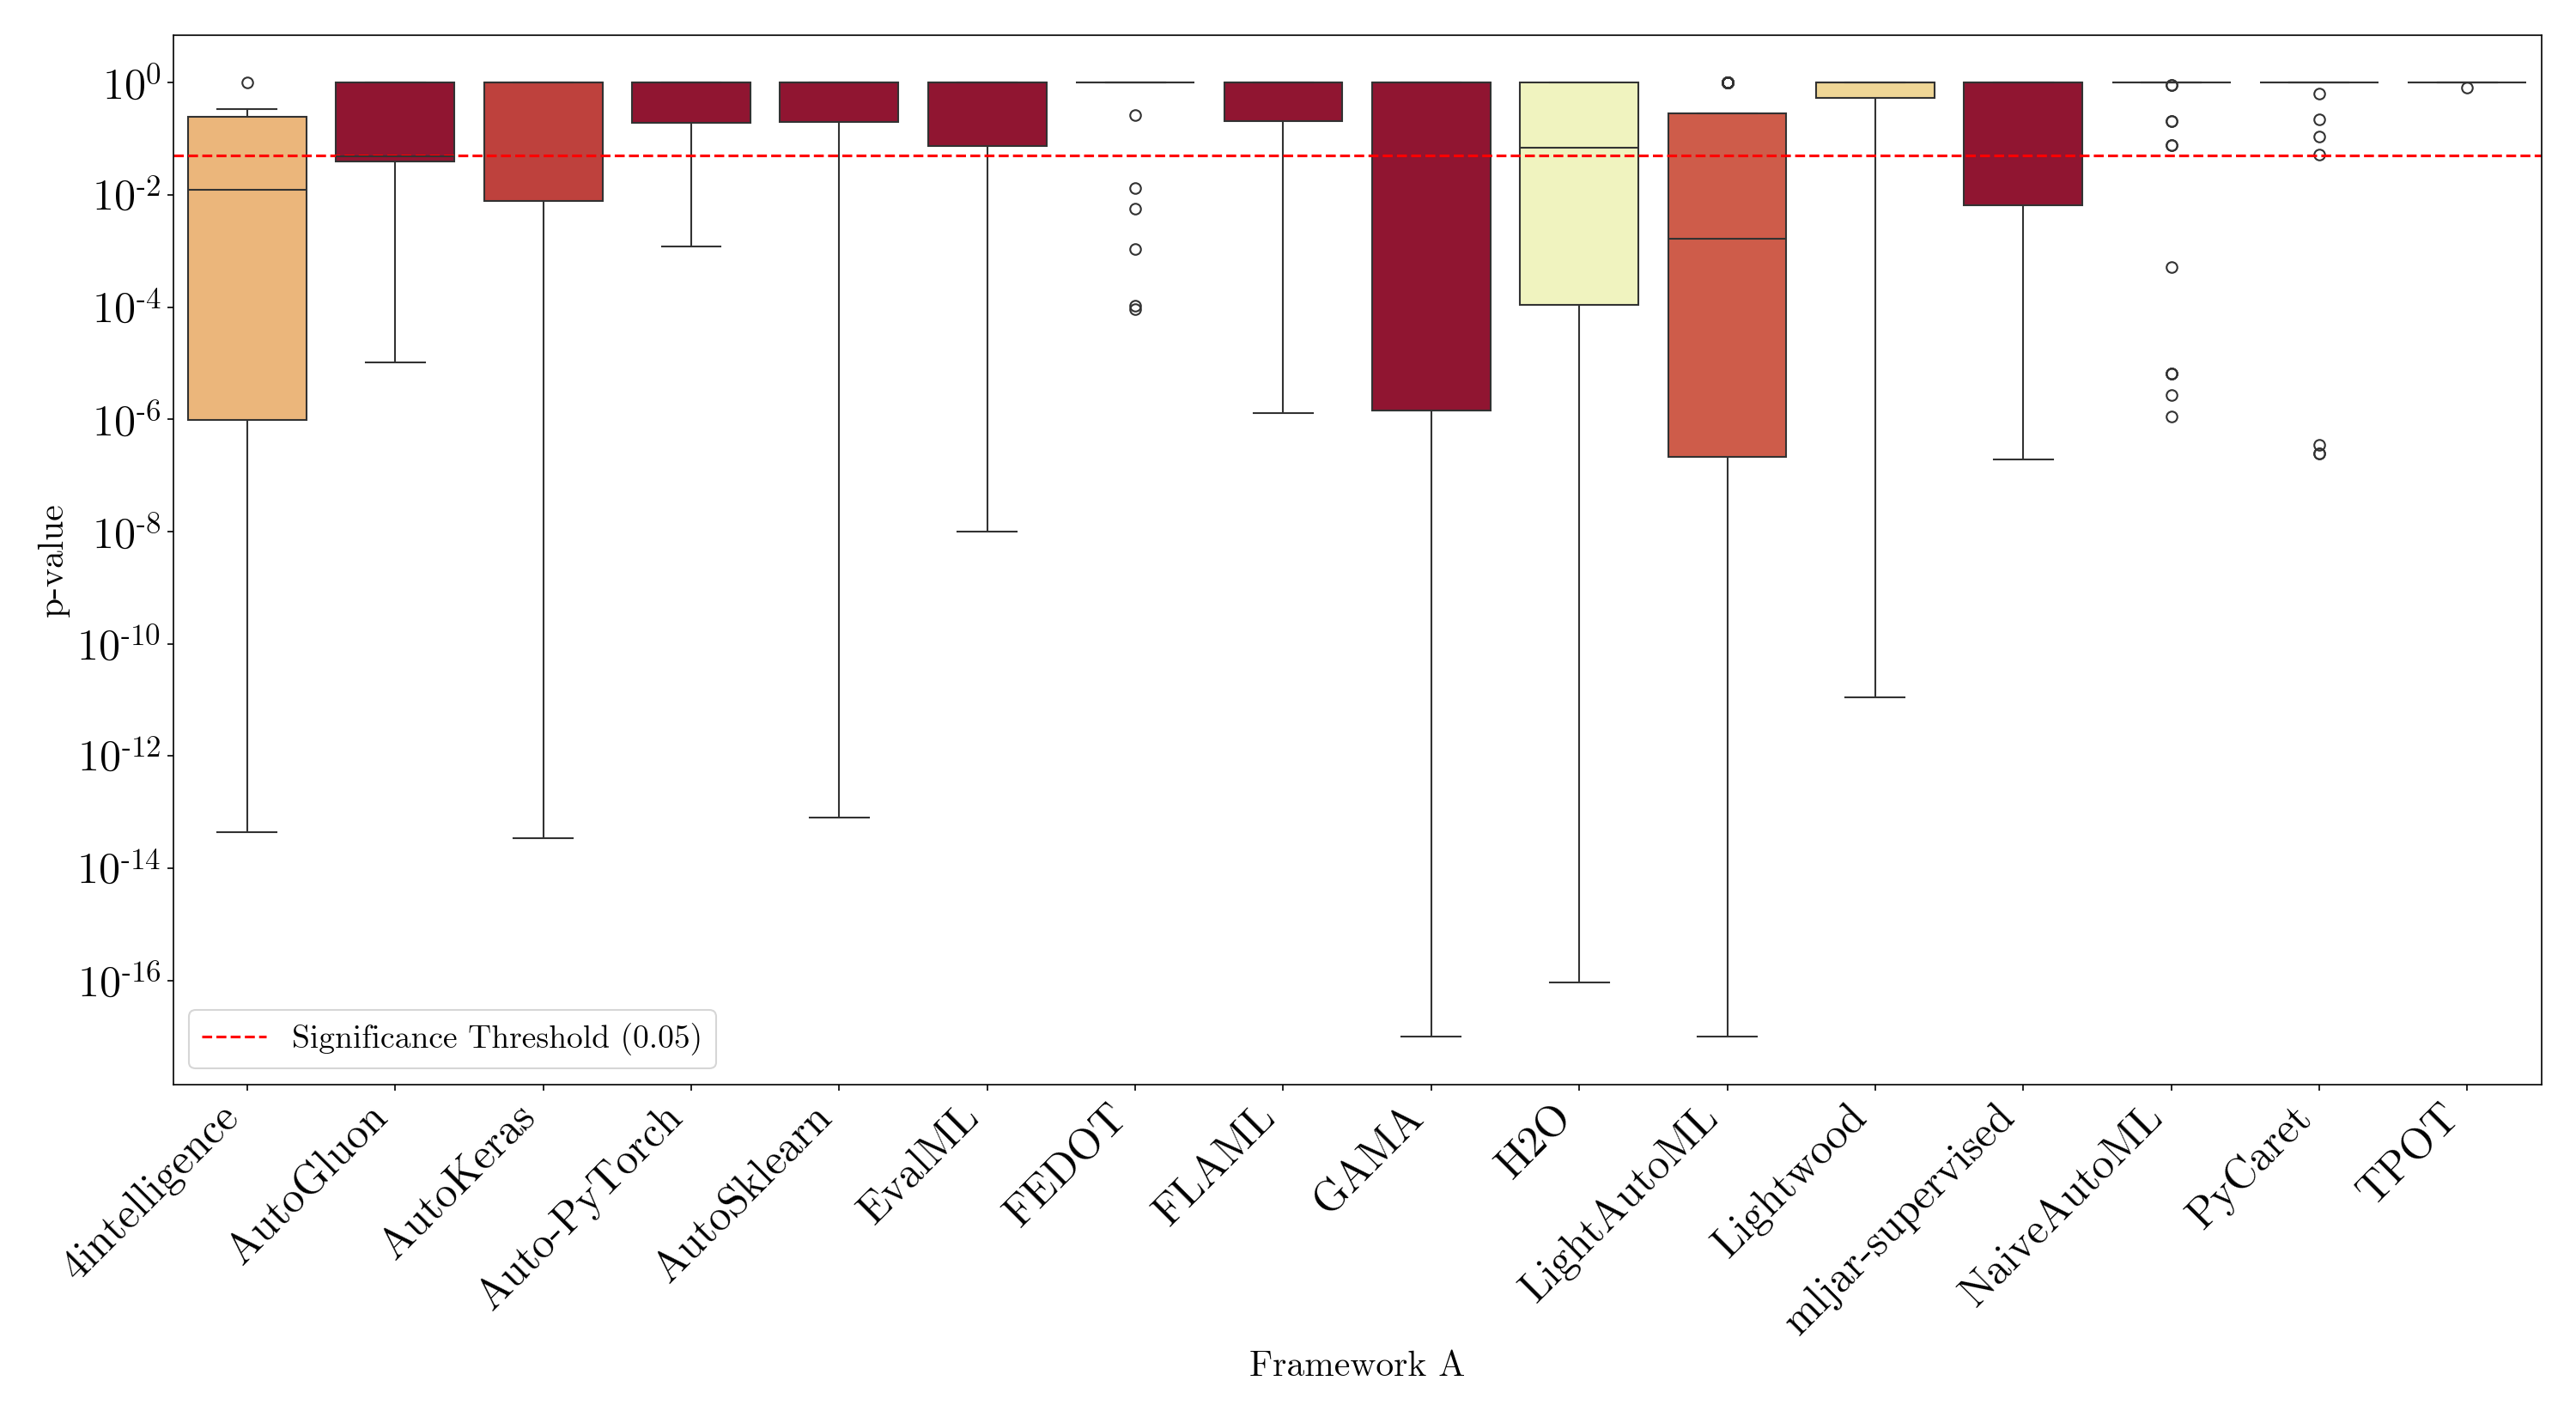 10^0
10^-2
10^-4
10^-6
10^-8
10^-10
10^-12
10^-14
10^-16
p-value
Significance Threshold (0.05)
4intelligence
AutoGluon
AutoKeras
Auto-PyTorch
AutoSklearn
EvalML
FEDOT
FLAML
GAMA
H2O
LightAutoML
Lightwood
mljar-supervised
NaiveAutoML
PyCaret
TPOT
Framework A